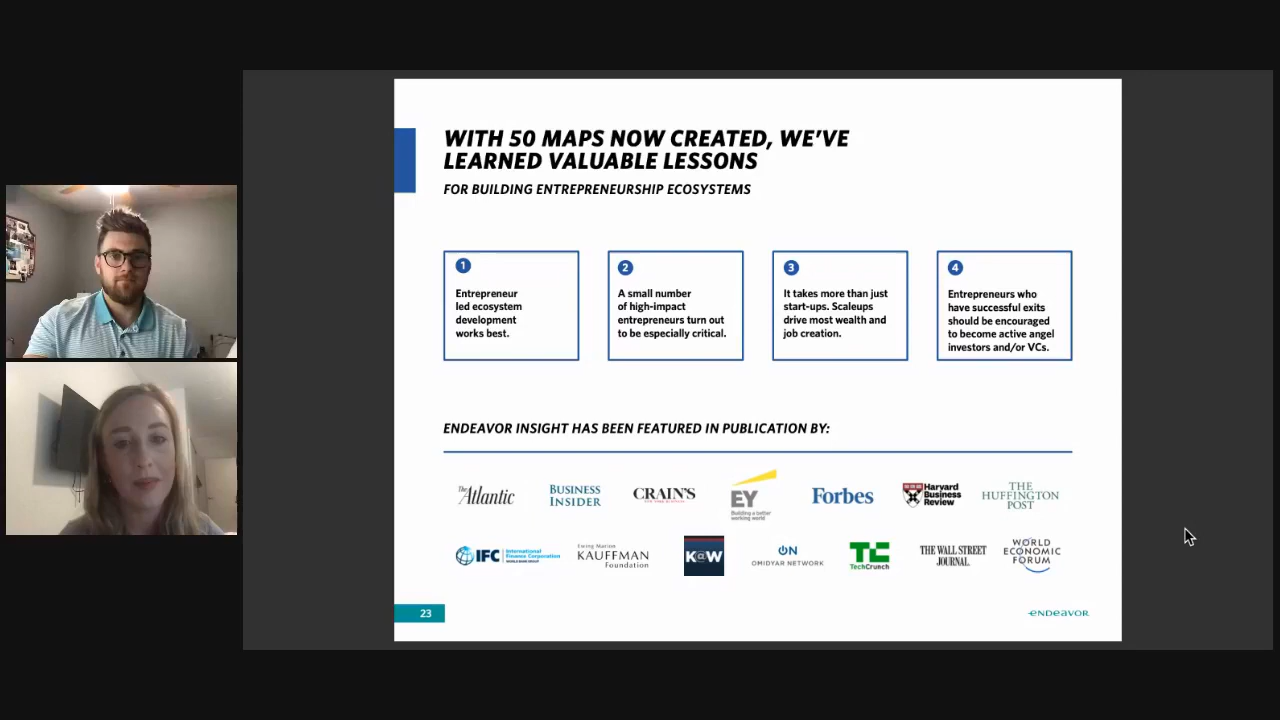 WITH 50 MAPS NOW CREATED, WE'VE
LEARNED VALUABLE LESSONS
FOR BUILDING ENTREPRENEURSHIP ECOSYSTEMS
1
Entrepreneur
led ecosystem
development
works best.
2
A small number
of high-impact
entrepreneurs turn out
to be especially critical.
3
It takes more than just
start-ups. Scaleups
drive most wealth and
job creation.
4
Entrepreneurs who
have successful exits
should be encouraged
to become active angel
investors and/or VCs.
ENDEAVOR INSIGHT HAS BEEN FEATURED IN PUBLICATION BY:
The Atlantic
BUSINESS
INSIDER
CRAIN'S
EY
Building a better
working world
Forbes
Harvard
Business
Review
THE
HUFFINGTON
POST
IFC
International
Finance Corporation
WORLD BANK GROUP
Ewing Marion
KAUFFMAN
Foundation
K@W
ON
OMIDYAR NETWORK
TC
TechCrunch
THE WALL STREET
JOURNAL.
WORLD
ECONOMIC
FORUM
23
ENDEAVOR